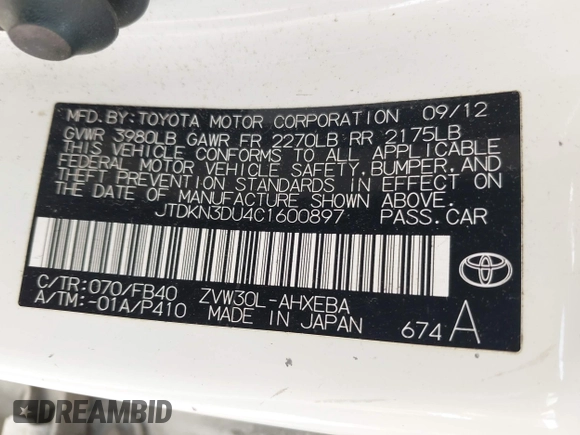 MFD. BY: TOYOTA MOTOR CORPORATION 09/12
GVWR 3980LB GAWR FR 2270LB RR 2175LB
THIS VEHICLE CONFORMS TO ALL APPLICABLE
FEDERAL MOTOR VEHICLE SAFETY, BUMPER, AND
THEFT PREVENTION STANDARDS IN EFFECT ON
THE DATE OF MANUFACTURE SHOWN ABOVE.
JTDKN3DU4C1600897 PASS. CAR
C/TR: 070/FB40 ZVW30L-AHXEBA
A/TM: -01A/P410 MADE IN JAPAN 674 A
DREAMBID